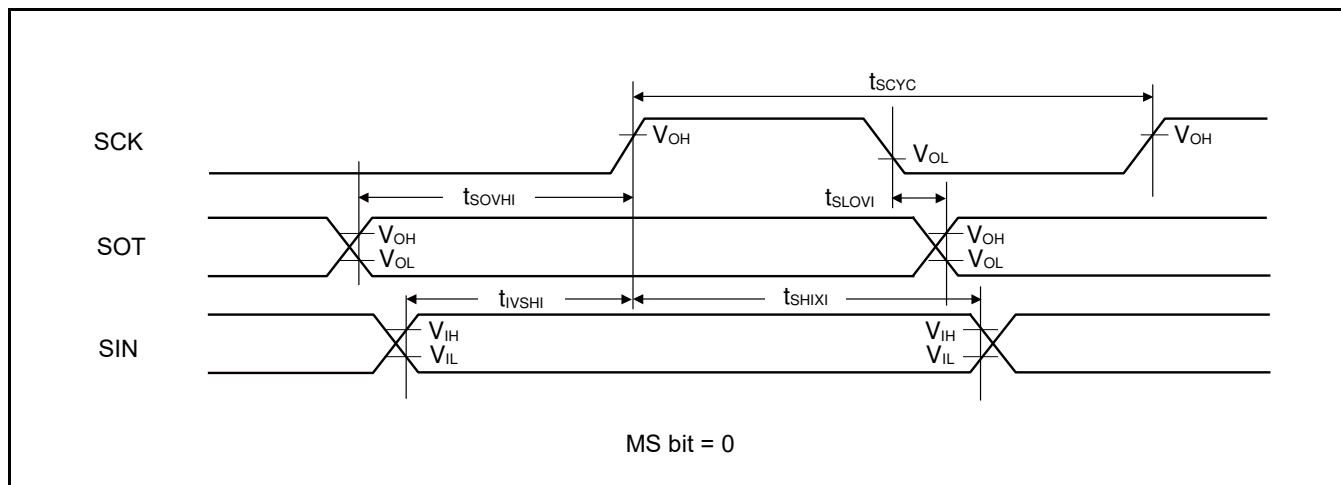 tSCYC
SCK
VOH
VOL
VOH
tSOVHI
tSLOVI
SOT
VOH
VOL
VOH
VOL
tIVSHI
tSHIXI
SIN
VIH
VIL
VIH
VIL
MS bit = 0